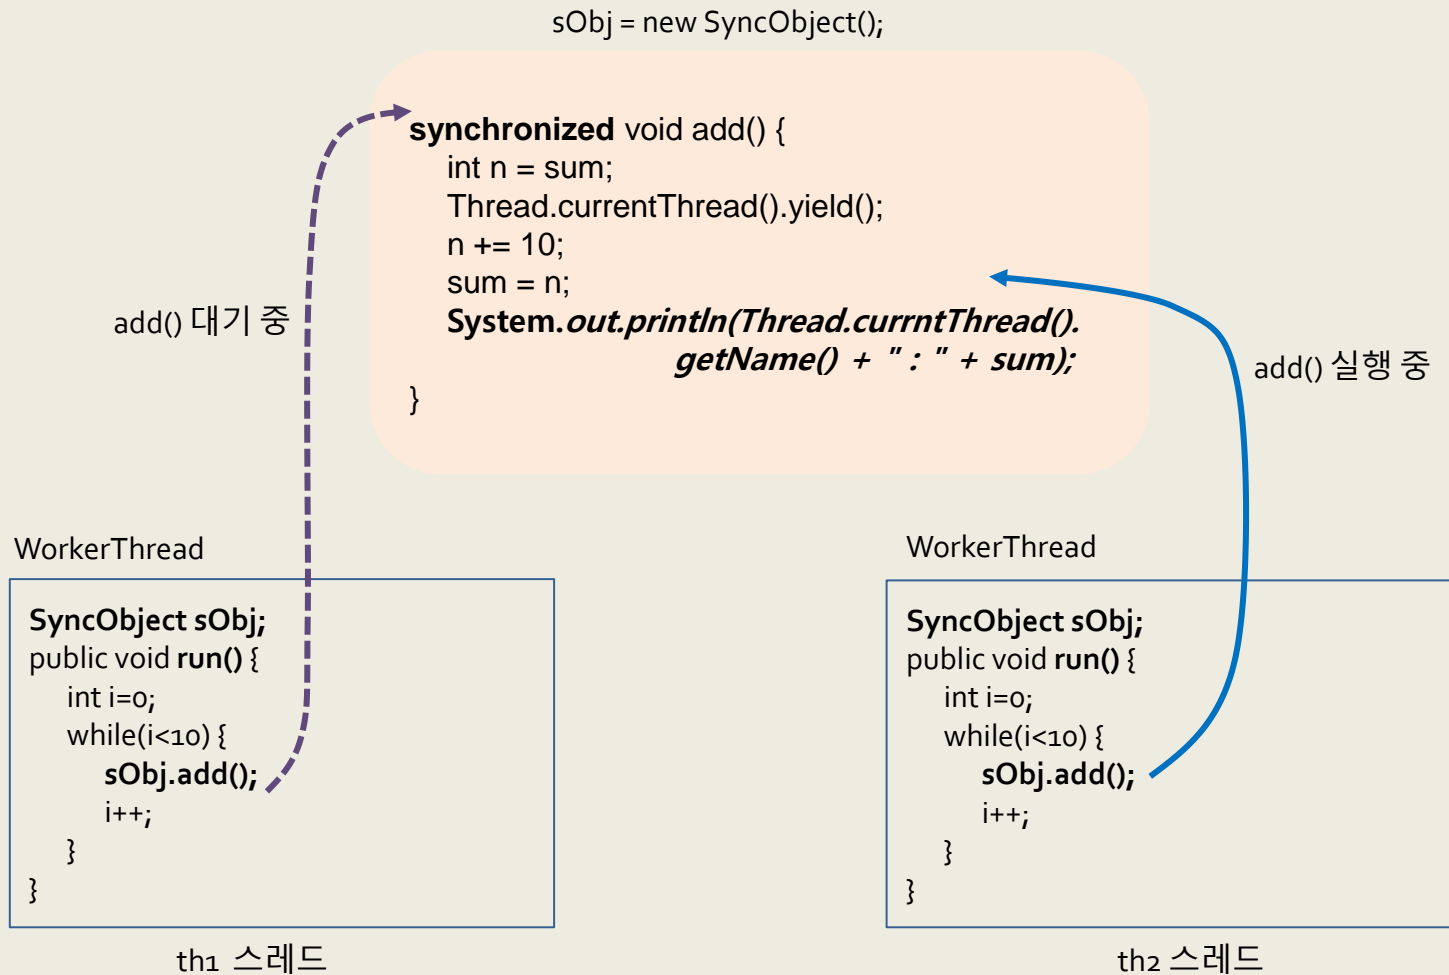 sObj = new SyncObject();
synchronized void add() {
int n = sum;
Thread.currentThread().yield();
n += 10;
sum = n;
System.out.println(Thread.currntThread().
getName() + " : " + sum);
}
add() 대기 중
add() 실행 중
WorkerThread
SyncObject sObj;
public void run() {
int i=0;
while(i<10) {
sObj.add();
i++;
}
}
th1 스레드
WorkerThread
SyncObject sObj;
public void run() {
int i=0;
while(i<10) {
sObj.add();
i++;
}
}
th2 스레드